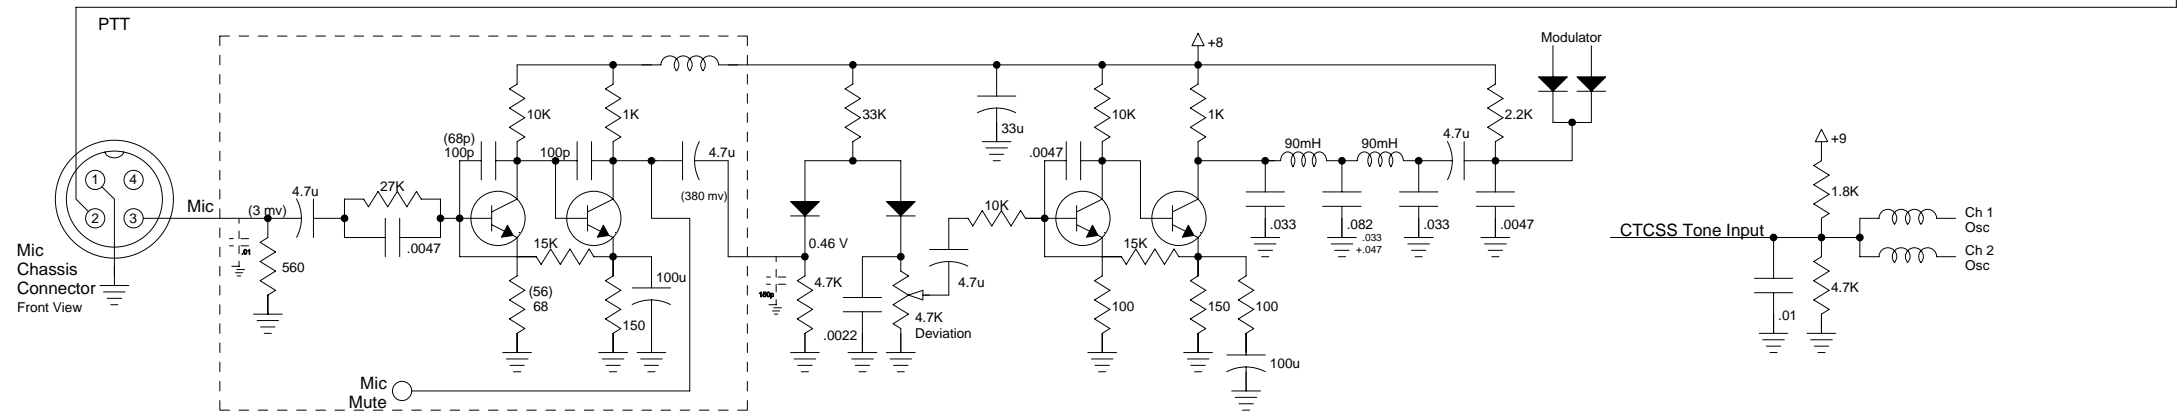 PTT
+8
Modulator
10K
1K
33K
33u
10K
1K
2.2K
(68p)
100p
100p
4.7u
(380 mv)
.0047
90mH
90mH
4.7u
+9
1
4
2
3
Mic
(3 mv)
.01
4.7u
27K
.0047
560
15K
0.46 V
10K
4.7u
15K
.033
.082
.033
+.047
.033
.0047
1.8K
CTCSS Tone Input
Ch 1
Osc
Ch 2
Osc
Mic
Chassis
Connector
Front View
(56)
68
150
100u
150p
4.7K
.0022
4.7K
Deviation
100
150
100
100u
.01
4.7K
Mic
Mute